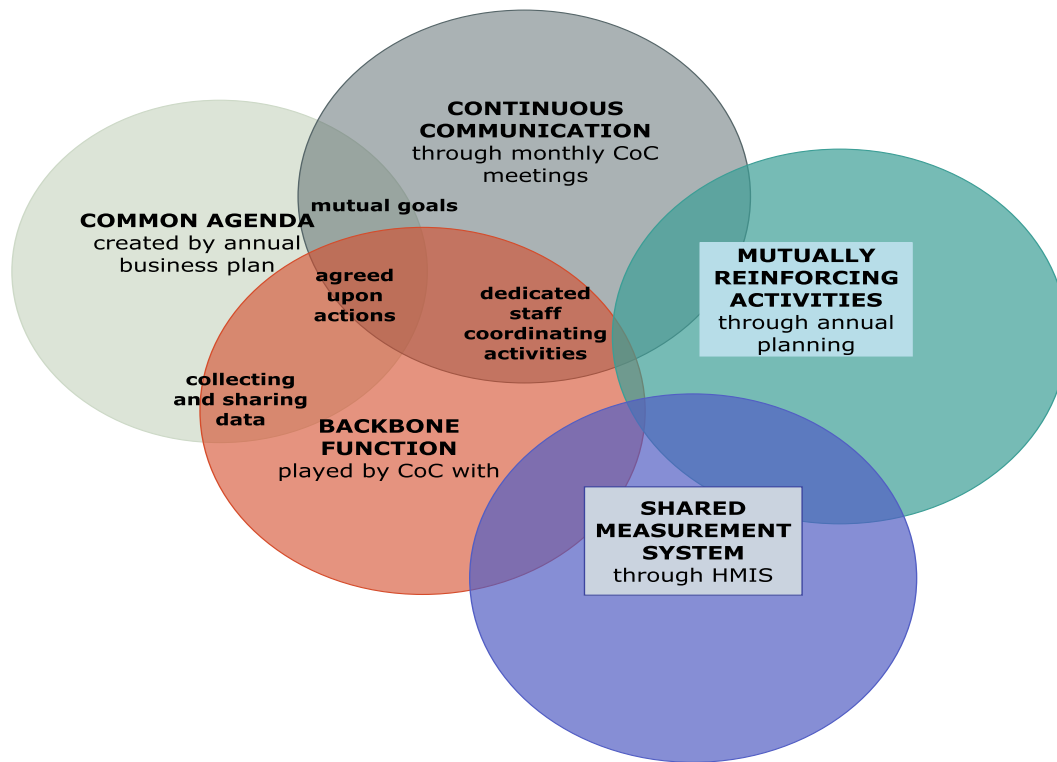 CONTINUOUS
COMMUNICATION
through monthly CoC
meetings
mutual goals
COMMON AGENDA
created by annual
business plan
agreed
upon
actions
dedicated
staff
coordinating
activities
MUTUALLY
REINFORCING
ACTIVITIES
through annual
planning
collecting
and sharing
data
BACKBONE
FUNCTION
played by CoC with
SHARED
MEASUREMENT
SYSTEM
through HMIS